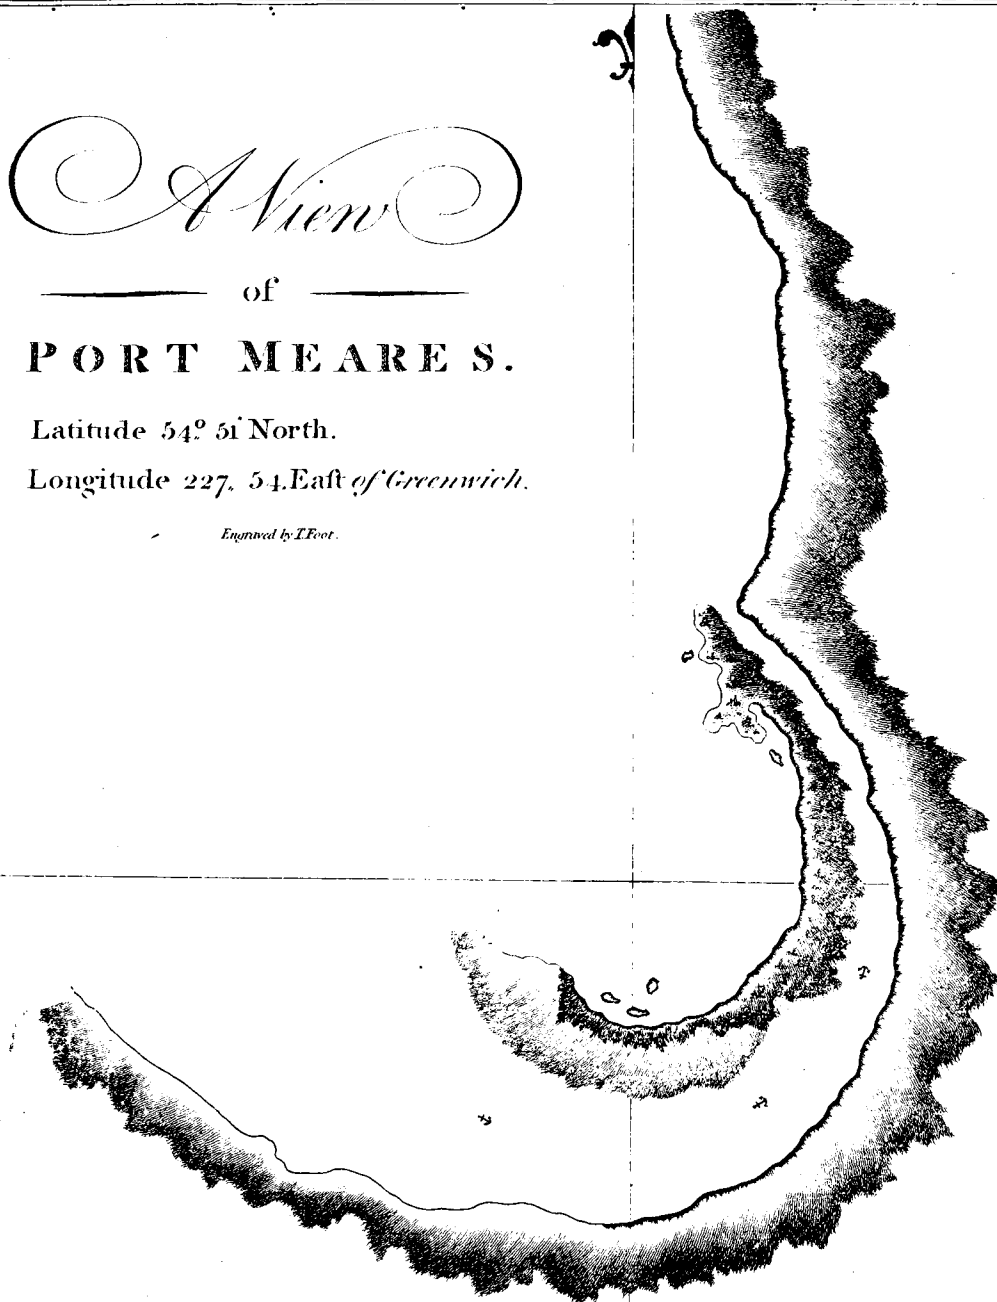 A View
of
PORT MEARES.
Latitude 54.° 51' North.
Longitude 227, 54. Eaſt of Greenwich.
Engraved by T. Foot.